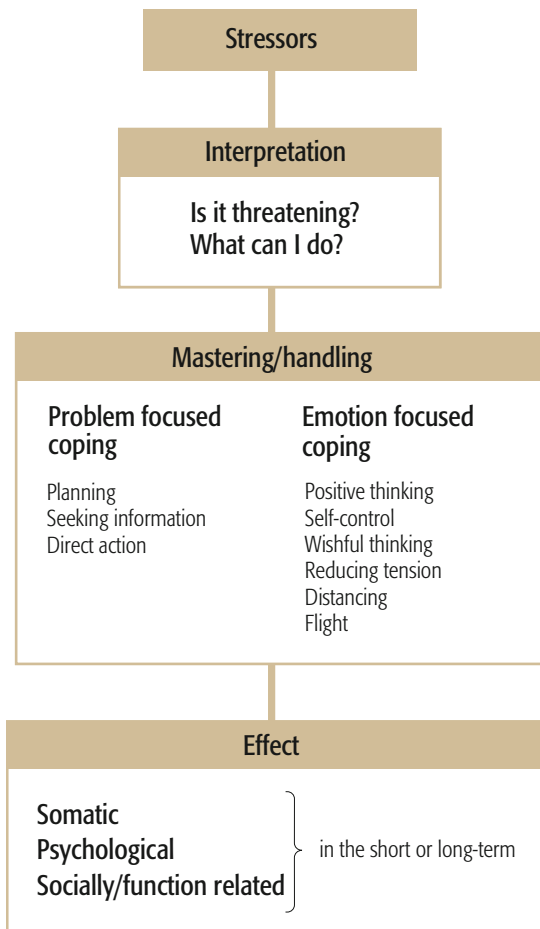 Stressors
Interpretation
Is it threatening?
What can I do?
Mastering/handling
Problem focused
coping
Planning
Seeking information
Direct action
Emotion focused
coping
Positive thinking
Self-control
Wishful thinking
Reducing tension
Distancing
Flight
Effect
Somatic
Psychological
Socially/function related
in the short or long-term